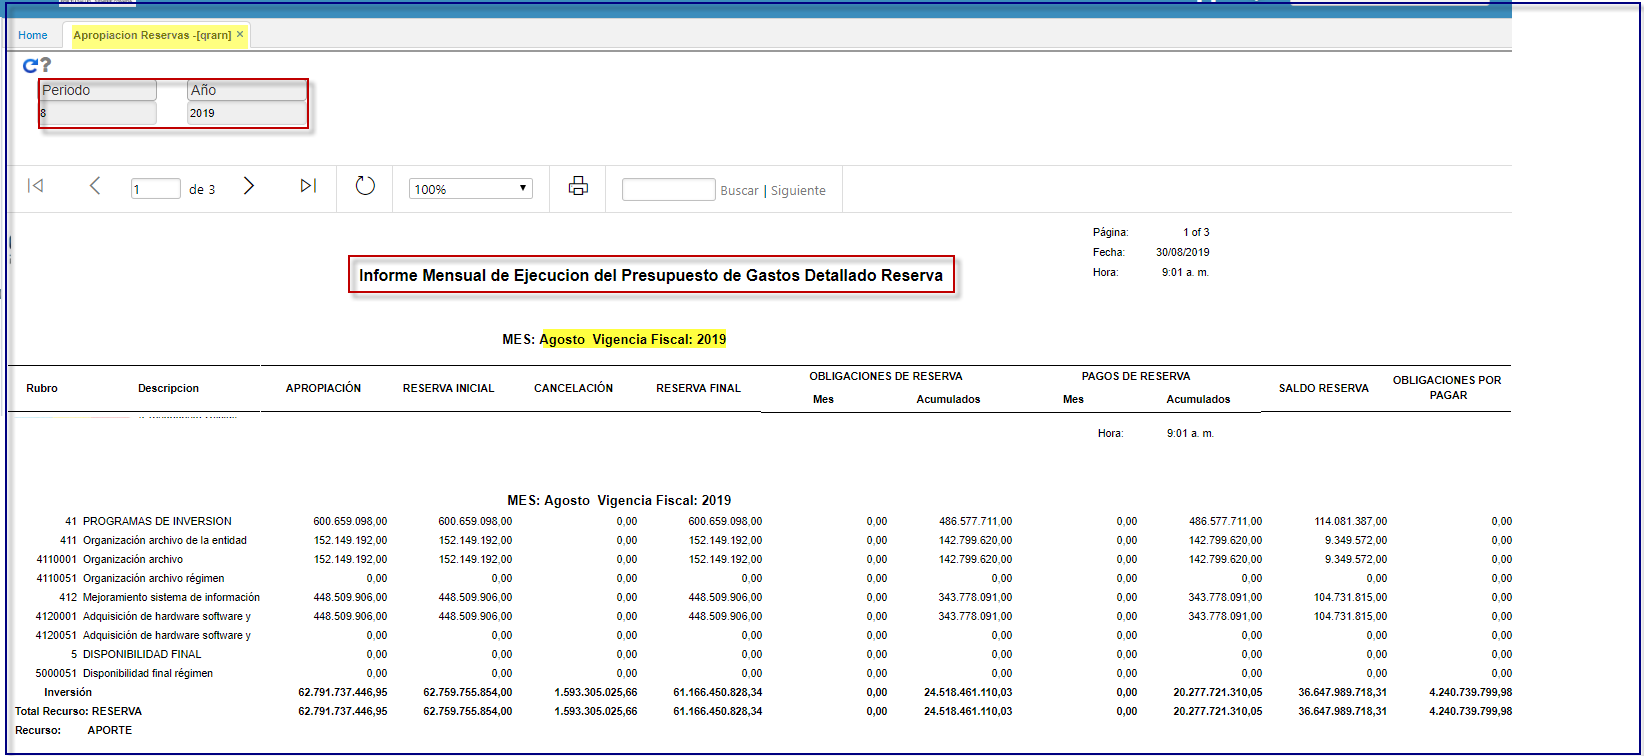 Home Apropiacion Reservas -[qrarn] ×
Periodo Año
8 2019
1 de 3 100% Buscar | Siguiente
Página: 1 of 3
Fecha: 30/08/2019
Hora: 9:01 a. m.
Informe Mensual de Ejecucion del Presupuesto de Gastos Detallado Reserva
MES: Agosto Vigencia Fiscal: 2019
Rubro Descripcion APROPIACIÓN RESERVA INICIAL CANCELACIÓN RESERVA FINAL OBLIGACIONES DE RESERVA PAGOS DE RESERVA SALDO RESERVA OBLIGACIONES POR PAGAR
Mes Acumulados Mes Acumulados
Hora: 9:01 a. m.
MES: Agosto Vigencia Fiscal: 2019
41 PROGRAMAS DE INVERSION 600.659.098,00 600.659.098,00 0,00 600.659.098,00 0,00 486.577.711,00 0,00 486.577.711,00 114.081.387,00 0,00
411 Organización archivo de la entidad 152.149.192,00 152.149.192,00 0,00 152.149.192,00 0,00 142.799.620,00 0,00 142.799.620,00 9.349.572,00 0,00
4110001 Organización archivo 152.149.192,00 152.149.192,00 0,00 152.149.192,00 0,00 142.799.620,00 0,00 142.799.620,00 9.349.572,00 0,00
4110051 Organización archivo régimen 0,00 0,00 0,00 0,00 0,00 0,00 0,00 0,00 0,00 0,00
412 Mejoramiento sistema de información 448.509.906,00 448.509.906,00 0,00 448.509.906,00 0,00 343.778.091,00 0,00 343.778.091,00 104.731.815,00 0,00
4120001 Adquisición de hardware software y 448.509.906,00 448.509.906,00 0,00 448.509.906,00 0,00 343.778.091,00 0,00 343.778.091,00 104.731.815,00 0,00
4120051 Adquisición de hardware software y 0,00 0,00 0,00 0,00 0,00 0,00 0,00 0,00 0,00 0,00
5 DISPONIBILIDAD FINAL 0,00 0,00 0,00 0,00 0,00 0,00 0,00 0,00 0,00 0,00
5000051 Disponibilidad final régimen 0,00 0,00 0,00 0,00 0,00 0,00 0,00 0,00 0,00 0,00
Inversión 62.791.737.446,95 62.759.755.854,00 1.593.305.025,66 61.166.450.828,34 0,00 24.518.461.110,03 0,00 20.277.721.310,05 36.647.989.718,31 4.240.739.799,98
Total Recurso: RESERVA 62.791.737.446,95 62.759.755.854,00 1.593.305.025,66 61.166.450.828,34 0,00 24.518.461.110,03 0,00 20.277.721.310,05 36.647.989.718,31 4.240.739.799,98
Recurso: APORTE